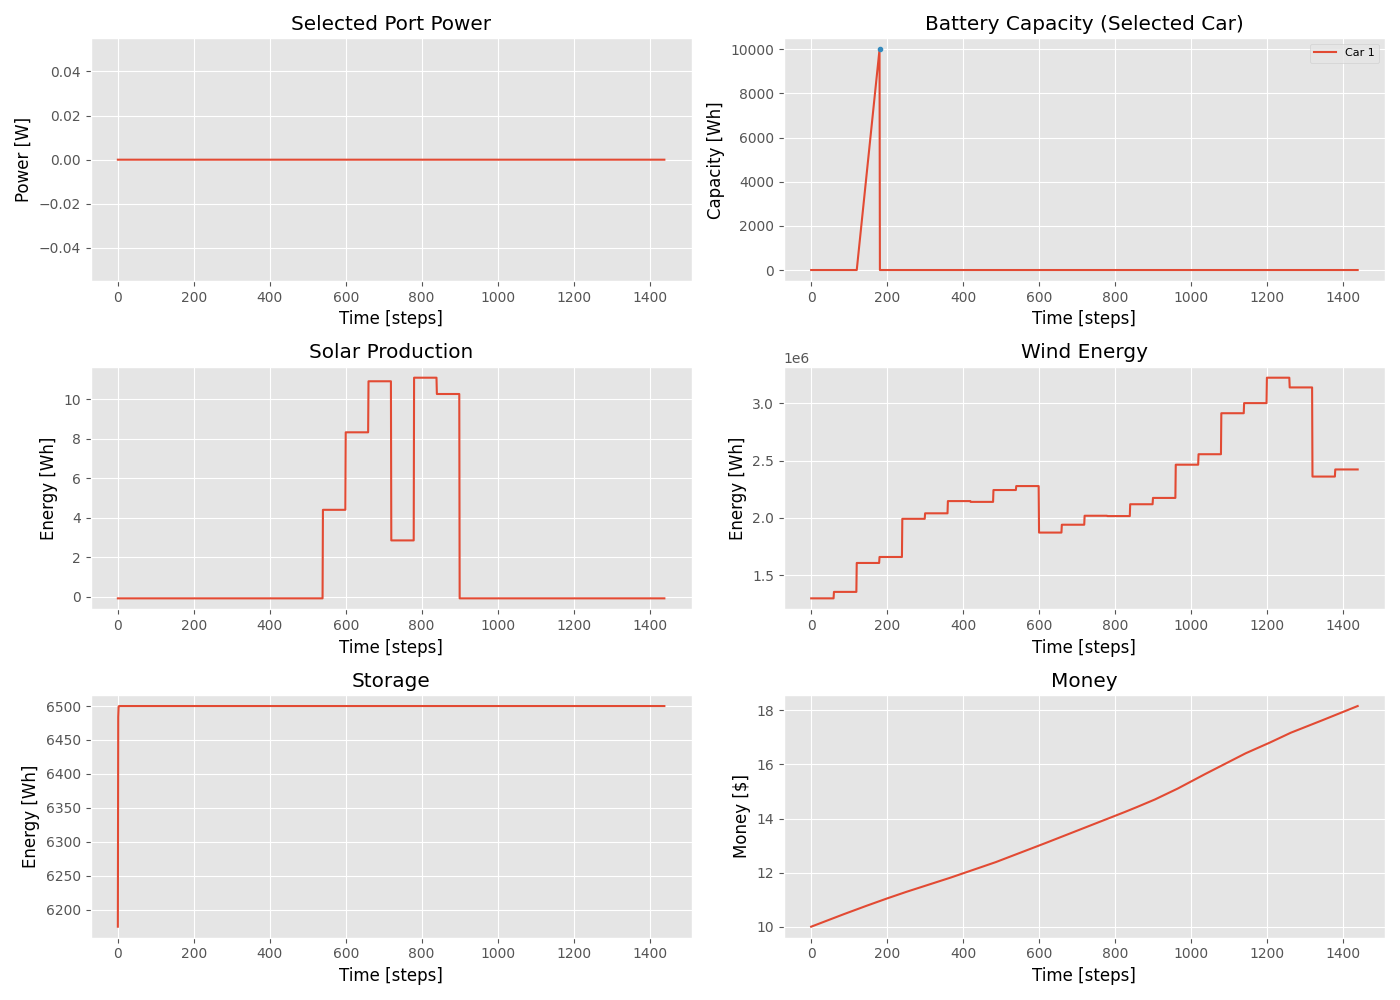 Selected Port Power
Power [W]
0.04
0.02
0.00
−0.02
−0.04
0 200 400 600 800 1000 1200 1400
Time [steps]
Battery Capacity (Selected Car)
Capacity [Wh]
10000
8000
6000
4000
2000
0
Car 1
0 200 400 600 800 1000 1200 1400
Time [steps]
Solar Production
Energy [Wh]
10
8
6
4
2
0
0 200 400 600 800 1000 1200 1400
Time [steps]
Wind Energy
1e6
Energy [Wh]
3.0
2.5
2.0
1.5
0 200 400 600 800 1000 1200 1400
Time [steps]
Storage
Energy [Wh]
6500
6450
6400
6350
6300
6250
6200
0 200 400 600 800 1000 1200 1400
Time [steps]
Money
Money [$]
18
16
14
12
10
0 200 400 600 800 1000 1200 1400
Time [steps]